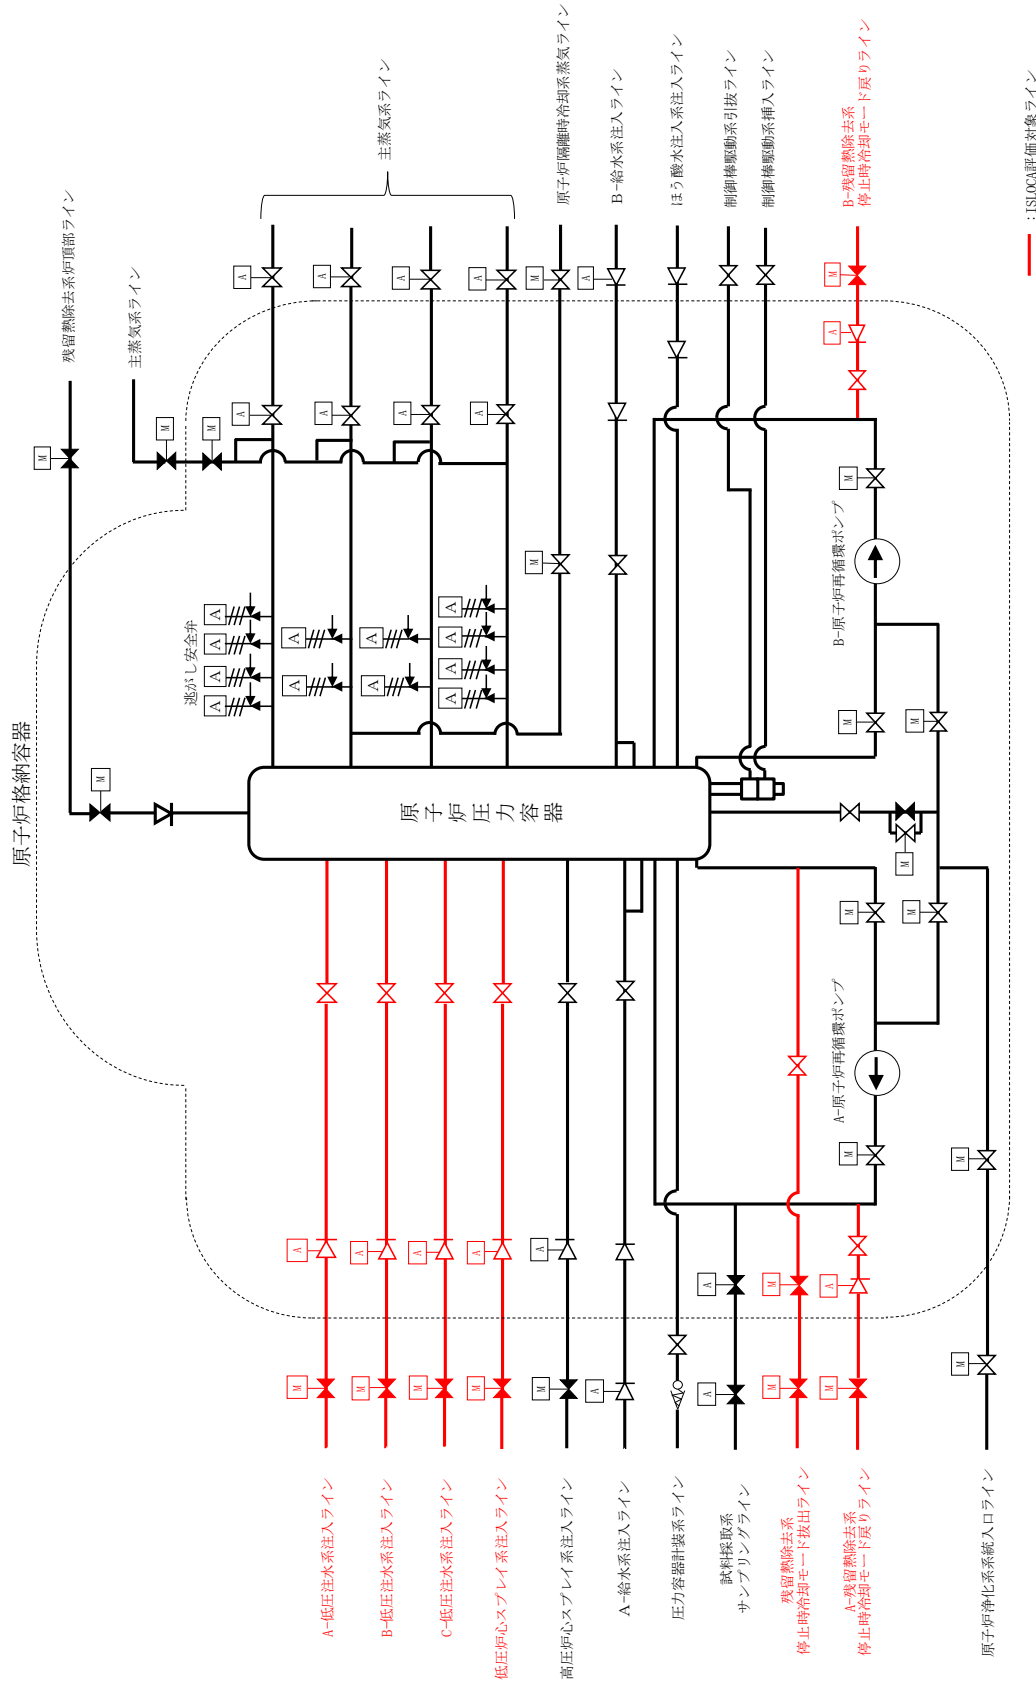 原子炉格納容器
残留熱除去系炉頂部ライン
M
主蒸気系ライン
M
M
主蒸気系ライン
A
A
A
A
A
A
A
A
原子炉隔離時冷却系蒸気ライン
M
M
B-給水系注入ライン
A
ほう酸水注入系注入ライン
制御棒駆動系引抜ライン
制御棒駆動系挿入ライン
B-残留熱除去系
停止時冷却モード戻りライン
M
A
:ISLOCA評価対象ライン
逃がし安全弁
A
A
A
A
A
A
A
A
A
A
A
A
M
原子炉圧力容器
B-原子炉再循環ポンプ
M
M
M
M
M
M
A-原子炉再循環ポンプ
M
A-低圧注水系注入ライン
A
M
B-低圧注水系注入ライン
A
M
C-低圧注水系注入ライン
A
M
低圧炉心スプレイ系注入ライン
A
M
高圧炉心スプレイ系注入ライン
A
M
A-給水系注入ライン
A
圧力容器計装系ライン
試料採取系
サンプリングライン
A
A
残留熱除去系
停止時冷却モード抜出ライン
M
M
A-残留熱除去系
停止時冷却モード戻りライン
A
M
原子炉浄化系系統入口ライン
M
M